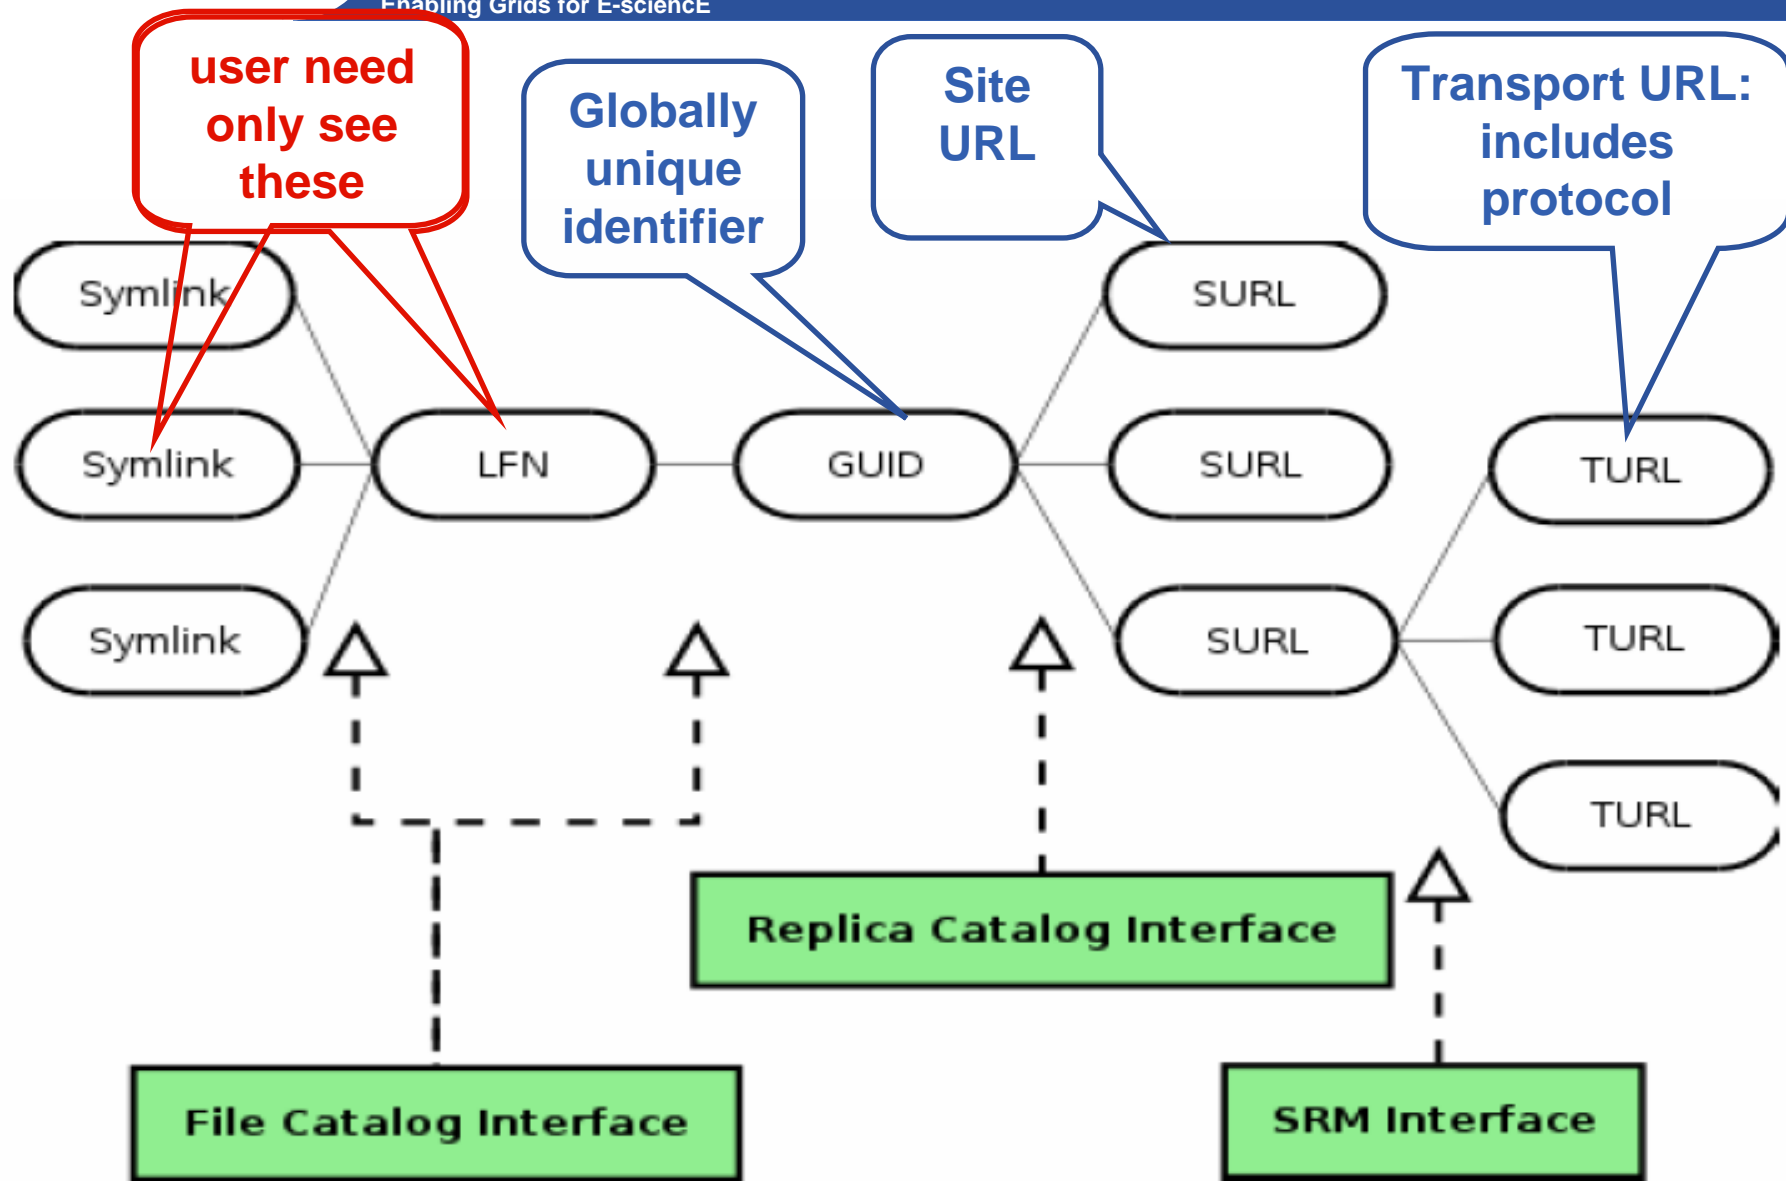 Enabling Grids for E-sciencE
user need
only see
these
Globally
unique
identifier
Site
URL
Transport URL:
includes
protocol
Symlink
SURL
Symlink
LFN
GUID
SURL
TURL
Symlink
SURL
TURL
TURL
Replica Catalog Interface
File Catalog Interface
SRM Interface